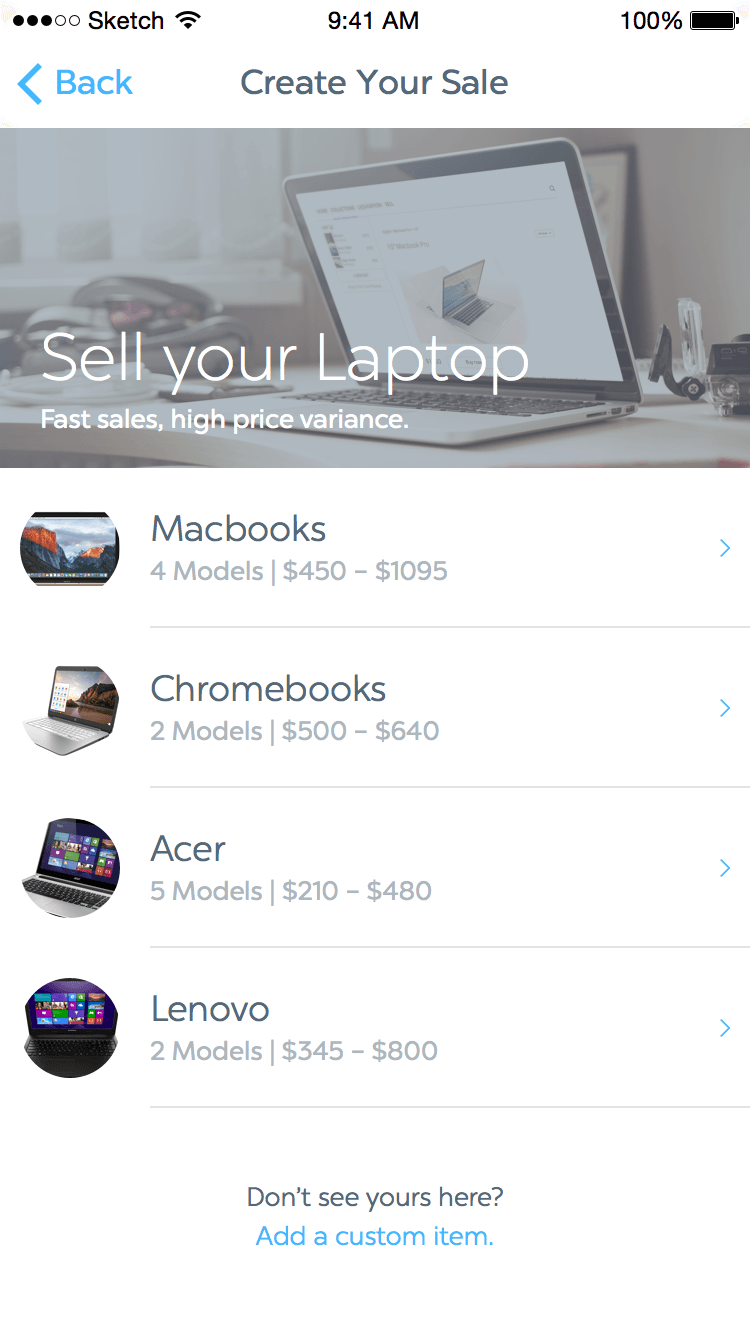 Sketch 9:41 AM 100%
Back Create Your Sale
Sell your Laptop
Fast sales, high price variance.
Macbooks
4 Models | $450 – $1095
Chromebooks
2 Models | $500 – $640
Acer
5 Models | $210 – $480
Lenovo
2 Models | $345 – $800
Don’t see yours here?
Add a custom item.